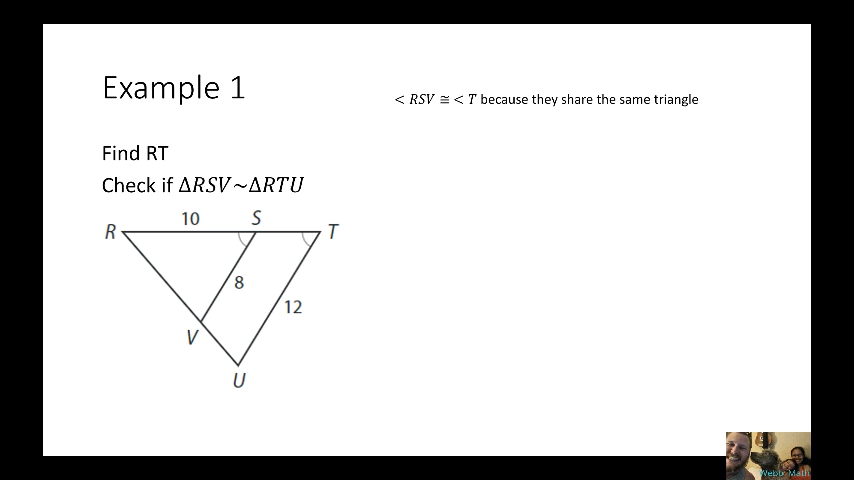 Example 1
< RSV ≅ < T because they share the same triangle
Find RT
Check if ΔRSV~ΔRTU
R 10 S T
8
12
V
U
Webb Math